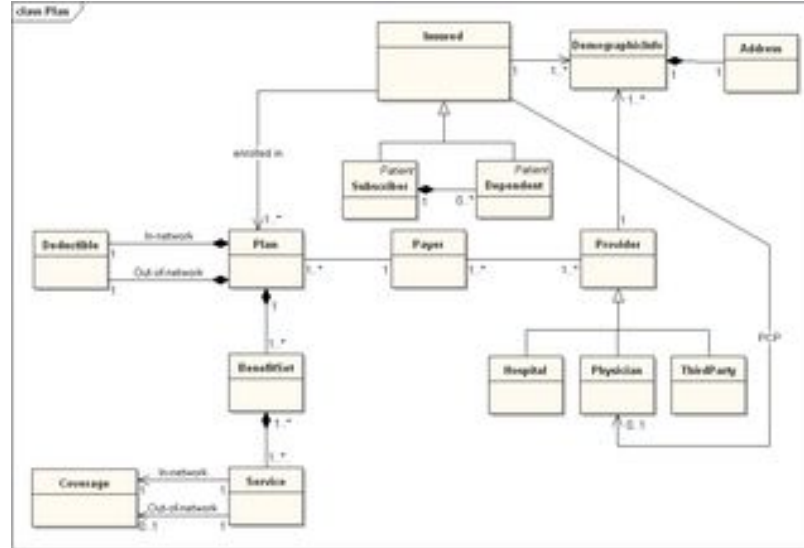 class Plan
Insured
DemographicInfo
Address
1
1..*
1
1
1..*
enrolled in
Patient
Subscriber
Patient
Dependent
1
0..*
1..*
1
Deductible
In-network
1
Out-of-network
1
Plan
Payer
Provider
1..*
1
1..*
1..*
1
1..*
PCP
BenefitSet
Hospital
Physician
ThirdParty
1..*
0..1
1..*
Coverage
In-network
Service
1
1
Out-of-network
0..1
1